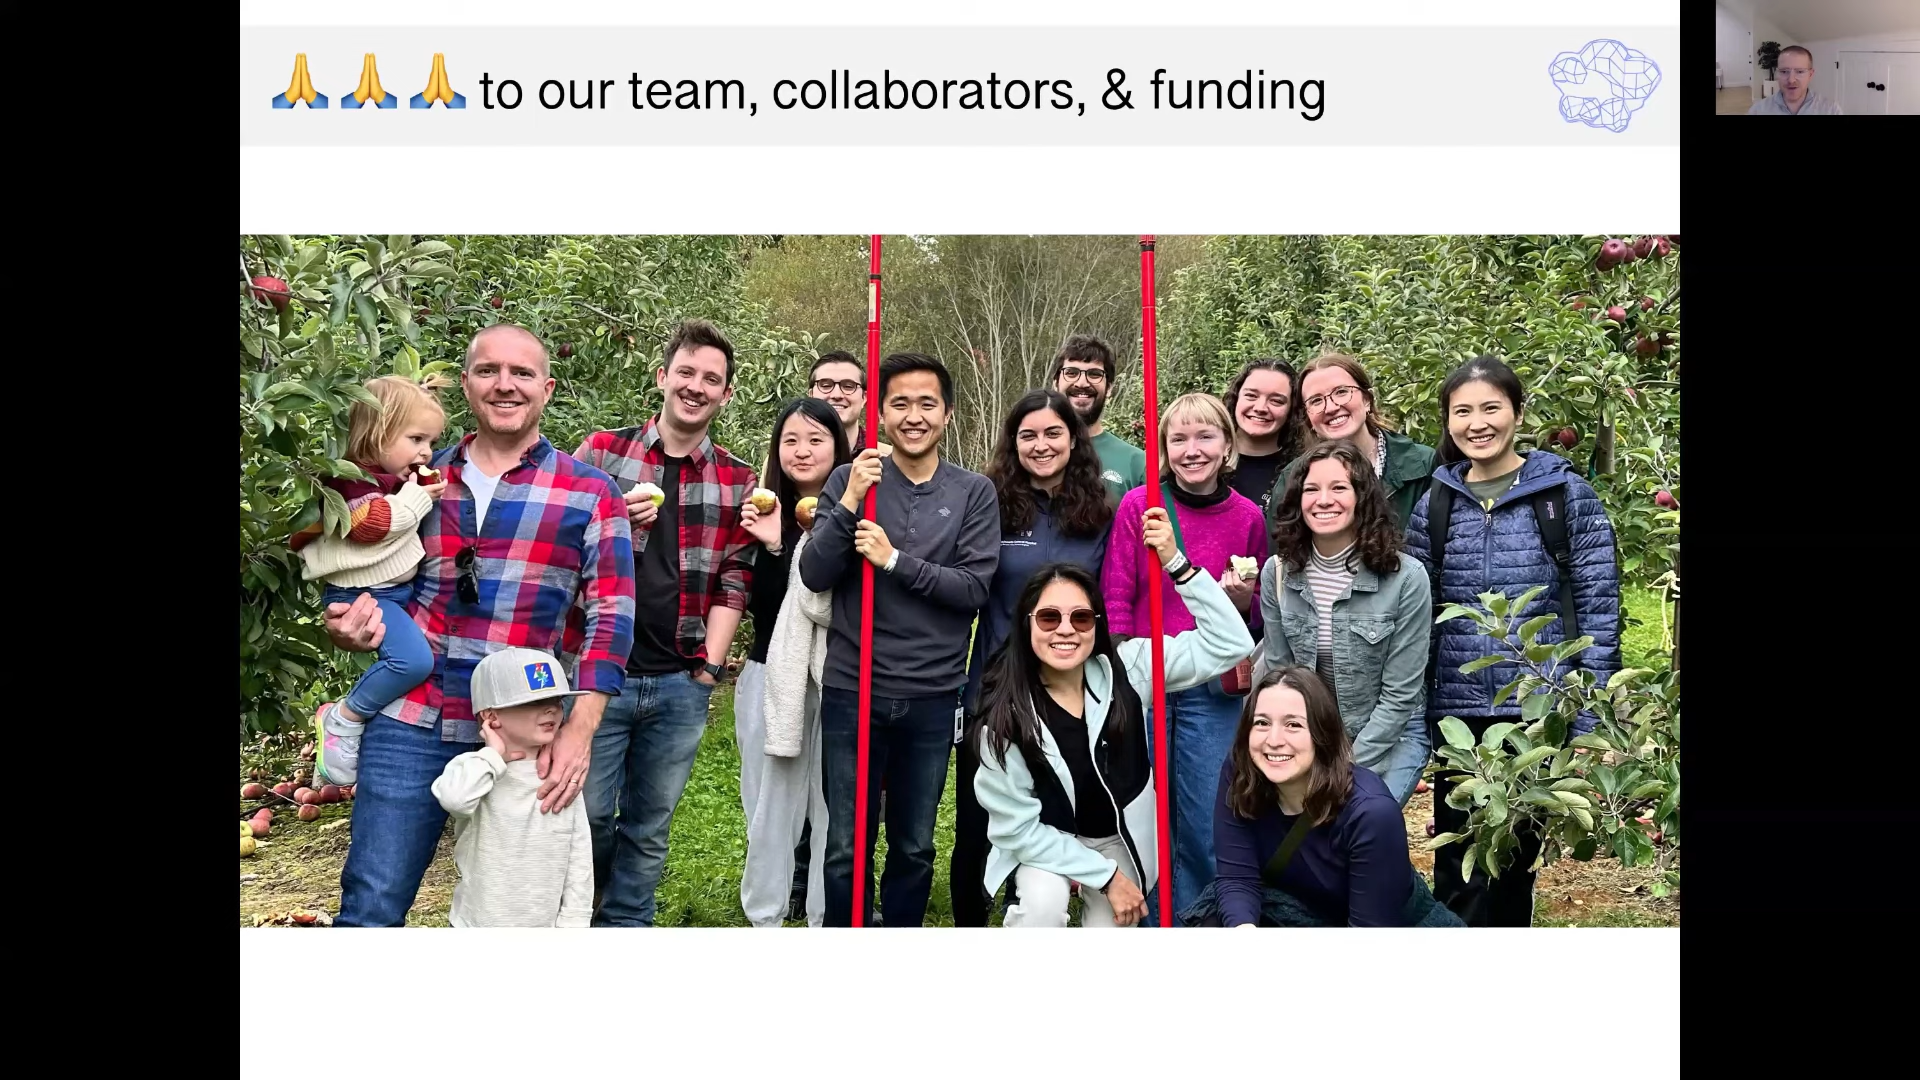 🙏🙏🙏 to our team, collaborators, & funding